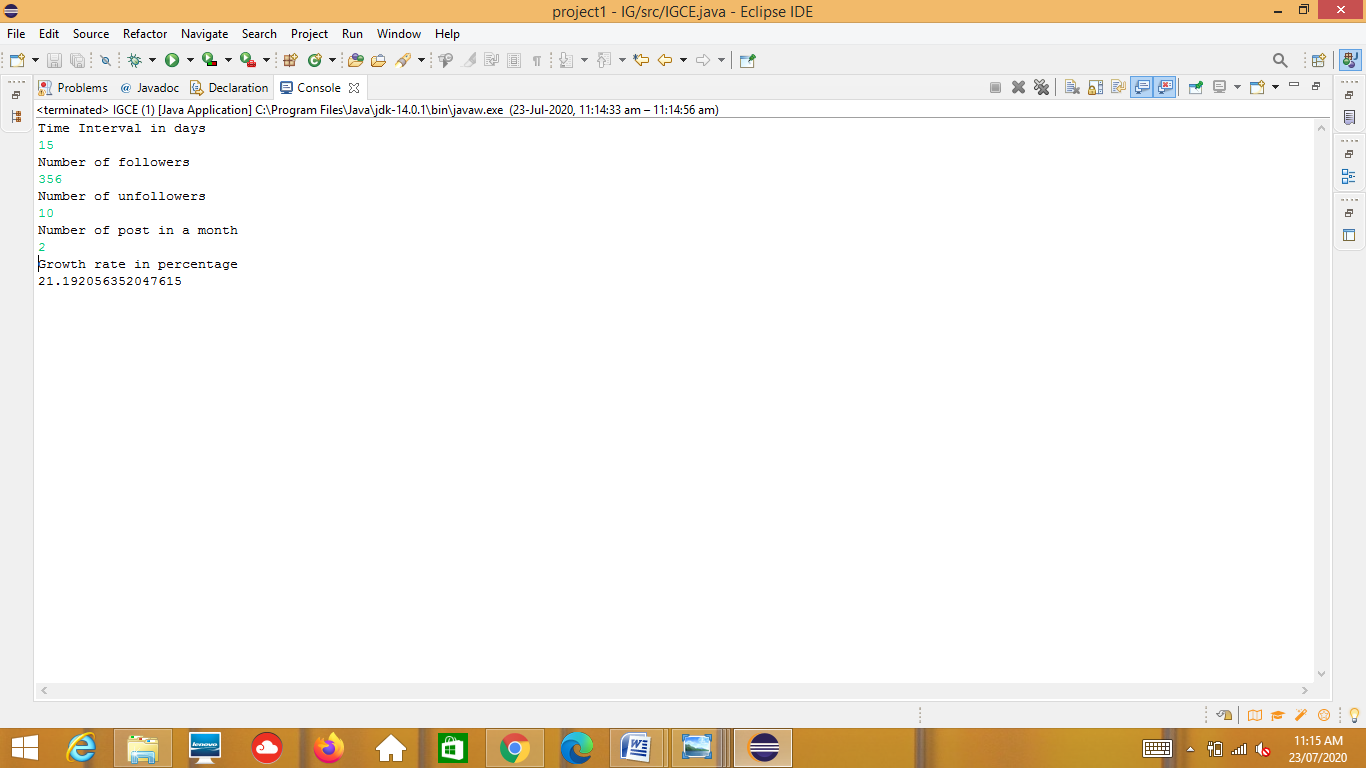 project1 - IG/src/IGCE.java - Eclipse IDE
File Edit Source Refactor Navigate Search Project Run Window Help
Problems @ Javadoc Declaration Console
<terminated> IGCE (1) [Java Application] C:\Program Files\Java\jdk-14.0.1\bin\javaw.exe (23-Jul-2020, 11:14:33 am – 11:14:56 am)
Time Interval in days
15
Number of followers
356
Number of unfollowers
10
Number of post in a month
2
Growth rate in percentage
21.192056352047615
lenovo
11:15 AM
23/07/2020